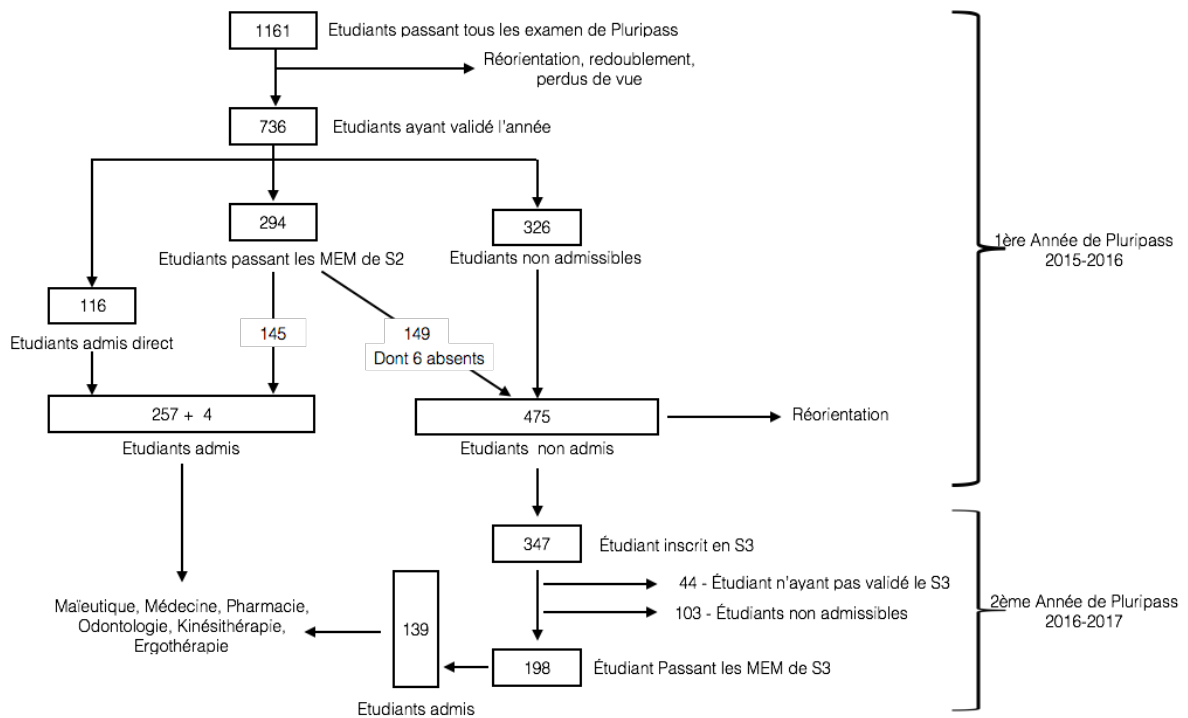 1161
Etudiants passant tous les examen de Pluripass
Réorientation, redoublement,
perdus de vue
736
Etudiants ayant validé l'année
294
Etudiants passant les MEM de S2
326
Etudiants non admissibles
1ère Année de Pluripass
2015-2016
116
Etudiants admis direct
145
149
Dont 6 absents
257 + 4
Etudiants admis
475
Etudiants non admis
Réorientation
347
Étudiant inscrit en S3
44 - Étudiant n'ayant pas validé le S3
103 - Étudiants non admissibles
2ème Année de Pluripass
2016-2017
Maïeutique, Médecine, Pharmacie,
Odontologie, Kinésithérapie,
Ergothérapie
139
Etudiants admis
198
Étudiant Passant les MEM de S3